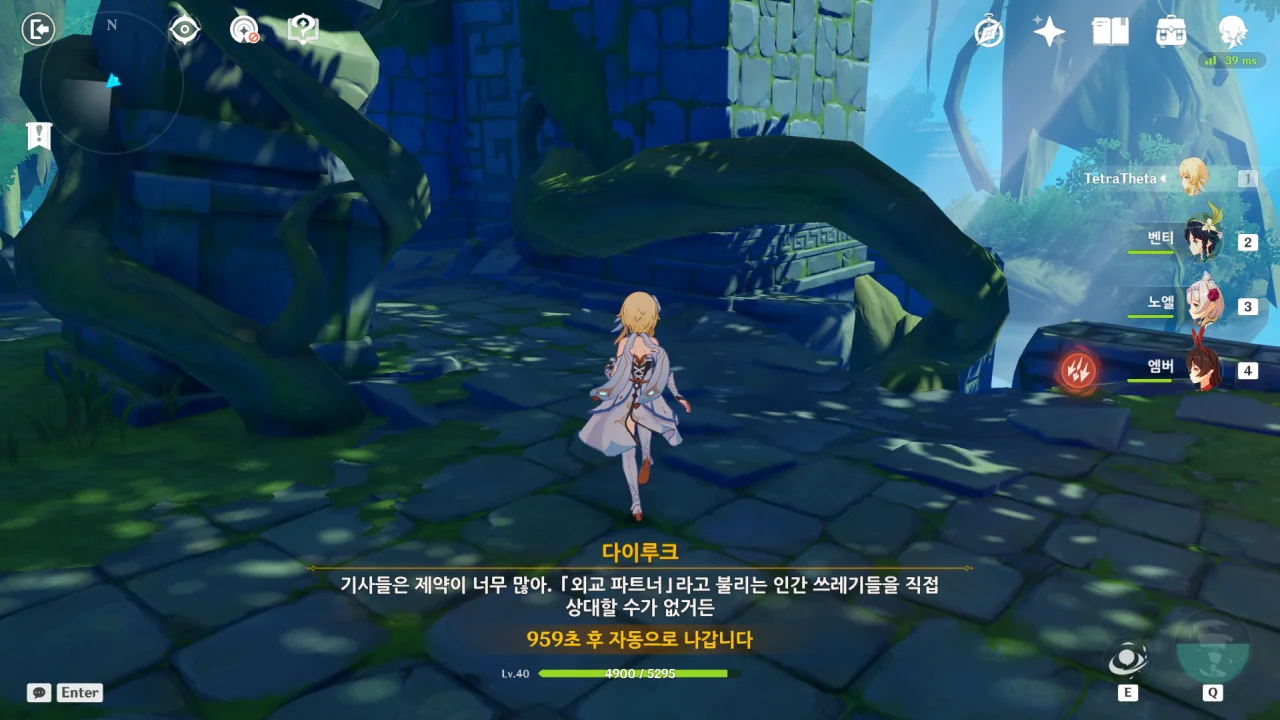 N
39 ms
TetraTheta
1
벤티
2
노엘
3
엠버
4
다이루크
기사들은 제약이 너무 많아. 「외교 파트너」라고 불리는 인간 쓰레기들을 직접
상대할 수가 없거든
959초 후 자동으로 나갑니다
Lv.40
4900 / 5295
Enter
E
Q